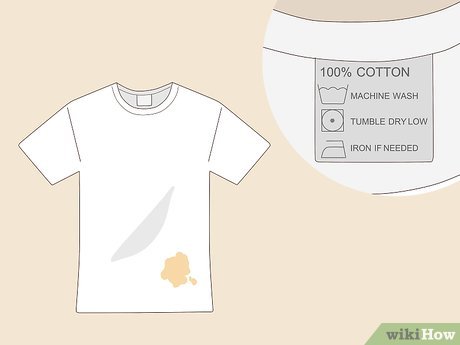 100% COTTON
MACHINE WASH
TUMBLE DRY LOW
IRON IF NEEDED
wikiHow